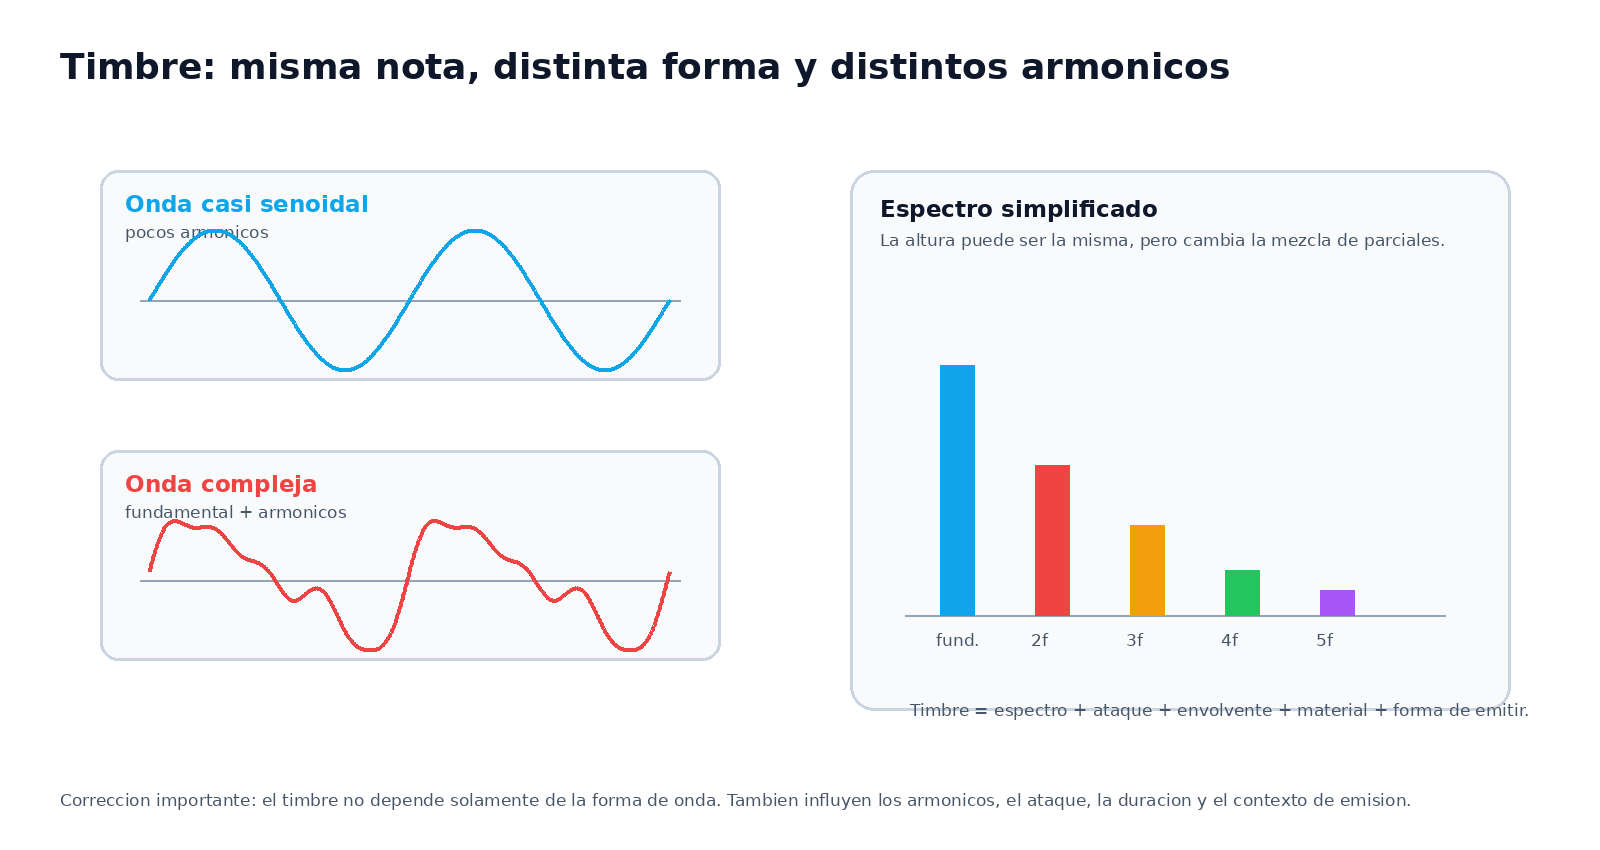 Timbre: misma nota, distinta forma y distintos armonicos
Onda casi senoidal
pocos armonicos
Onda compleja
fundamental + armonicos
Espectro simplificado
La altura puede ser la misma, pero cambia la mezcla de parciales.
fund. 2f 3f 4f 5f
Timbre = espectro + ataque + envolvente + material + forma de emitir.
Correccion importante: el timbre no depende solamente de la forma de onda. Tambien influyen los armonicos, el ataque, la duracion y el contexto de emision.